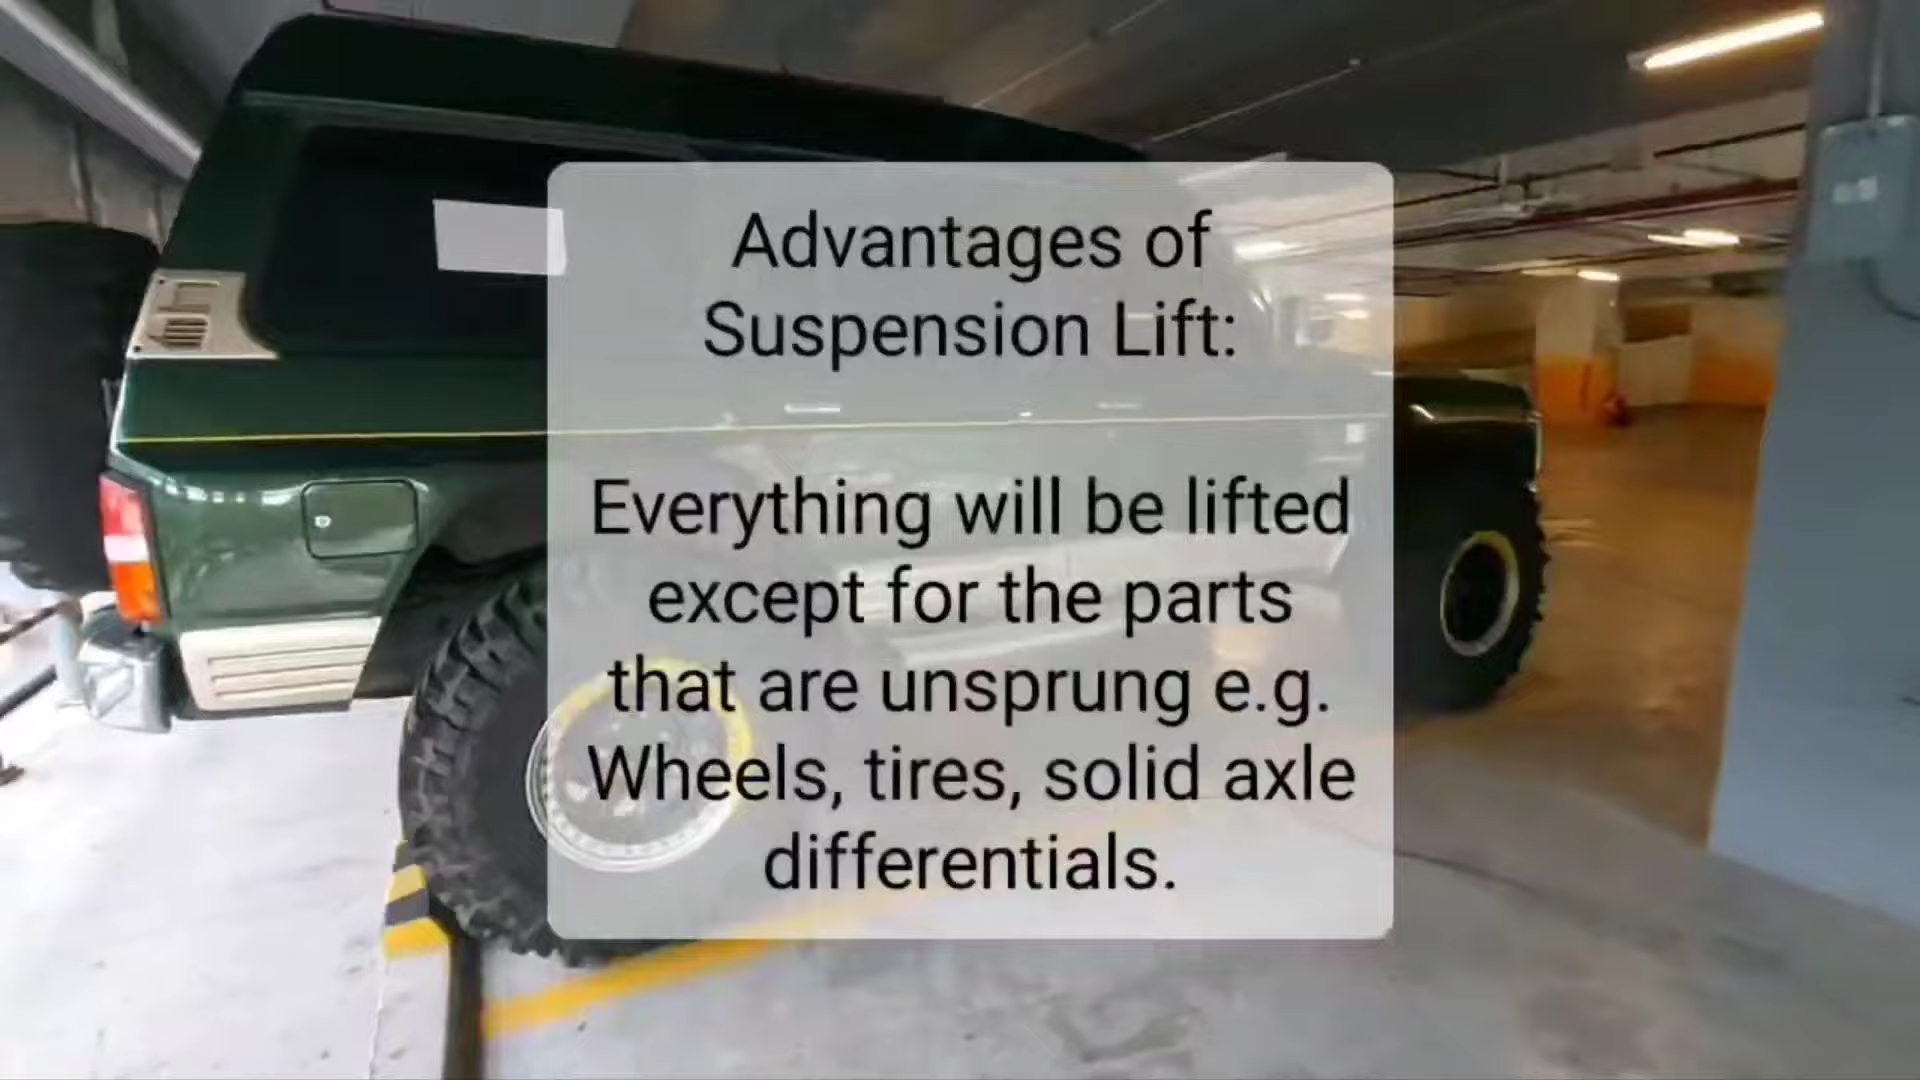 Advantages of
Suspension Lift:
Everything will be lifted
except for the parts
that are unsprung e.g.
Wheels, tires, solid axle
differentials.